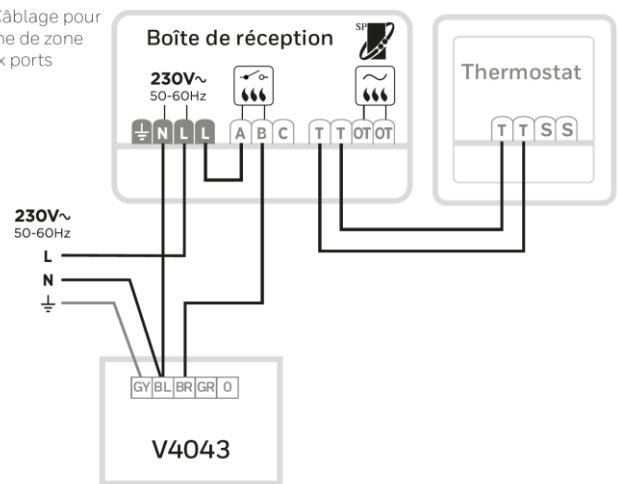 Câblage pour
ne de zone
x ports
Boîte de réception
SP
230V~
50-60Hz
N L L A B C T T OT OT
Thermostat
T T S S
230V~
50-60Hz
L
N
GY BL BR GR O
V4043